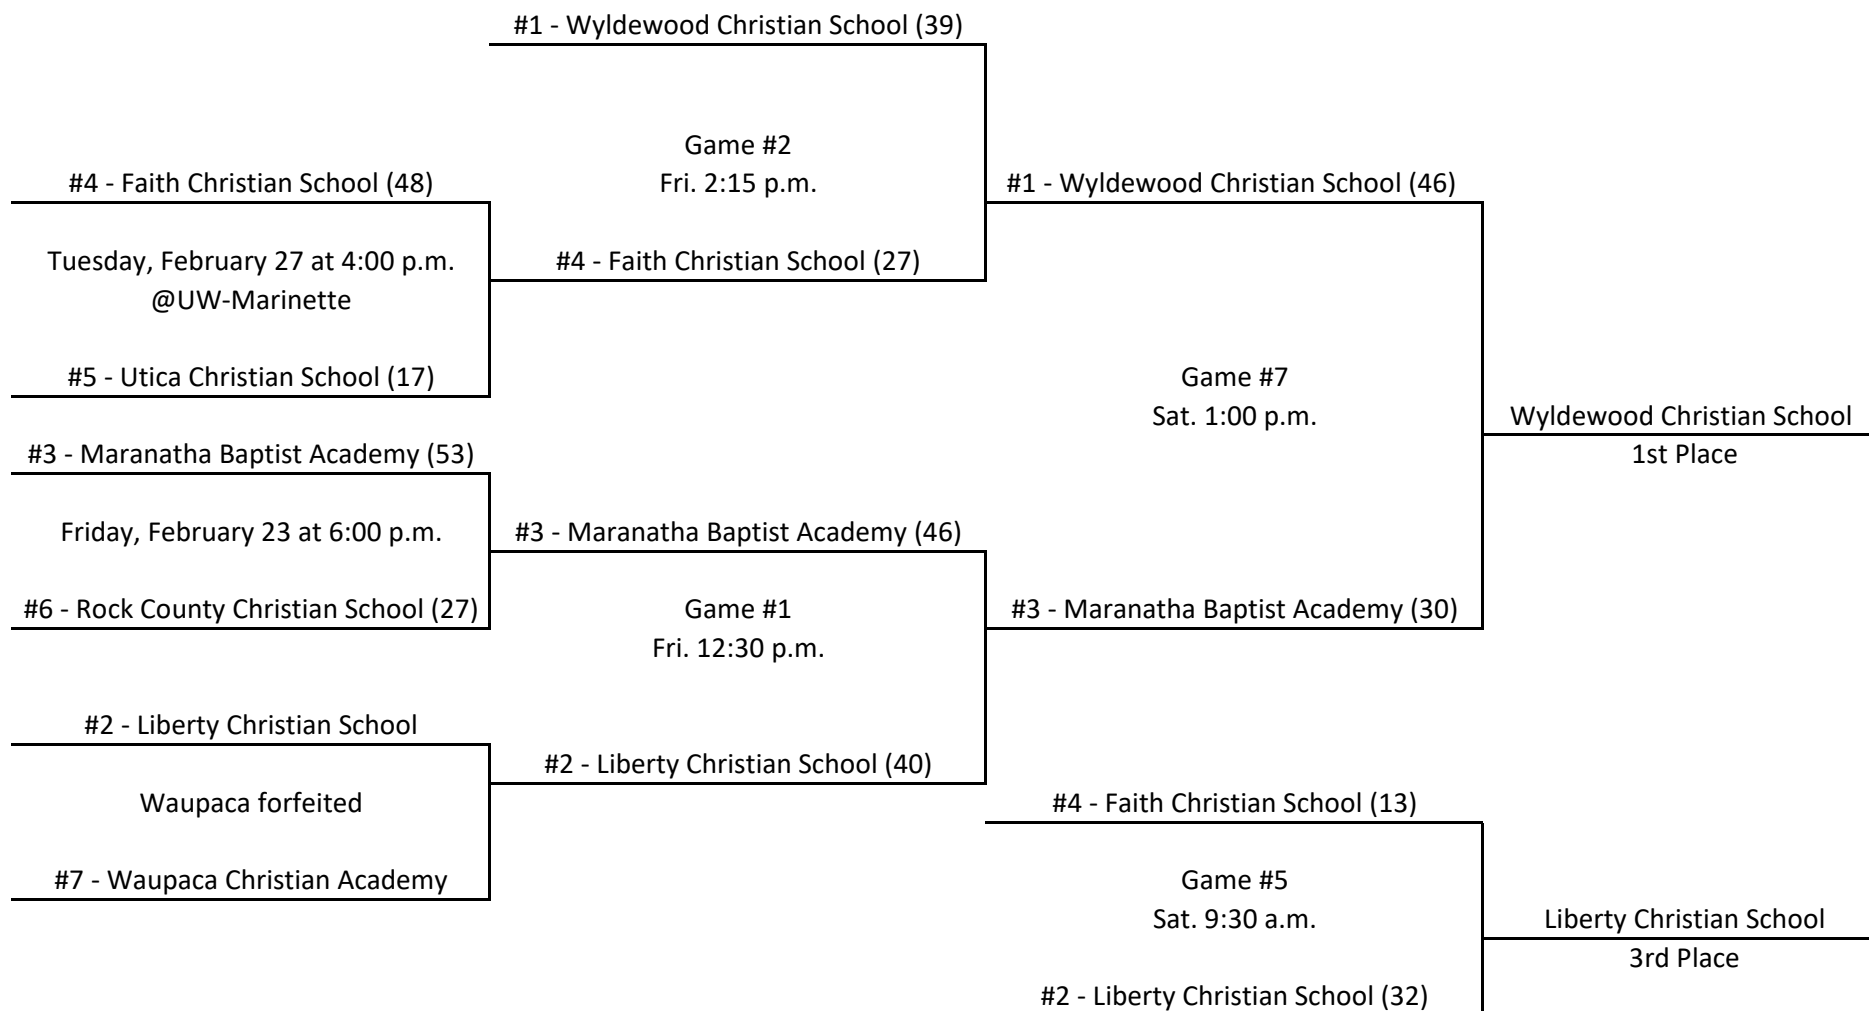 #1 - Wyldewood Christian School (39)
Game #2
Fri. 2:15 p.m.
#4 - Faith Christian School (48)
#1 - Wyldewood Christian School (46)
Tuesday, February 27 at 4:00 p.m.
@UW-Marinette
#4 - Faith Christian School (27)
#5 - Utica Christian School (17)
Game #7
Sat. 1:00 p.m.
Wyldewood Christian School
1st Place
#3 - Maranatha Baptist Academy (53)
Friday, February 23 at 6:00 p.m.
#3 - Maranatha Baptist Academy (46)
#6 - Rock County Christian School (27)
Game #1
Fri. 12:30 p.m.
#3 - Maranatha Baptist Academy (30)
#2 - Liberty Christian School
Waupaca forfeited
#2 - Liberty Christian School (40)
#7 - Waupaca Christian Academy
#4 - Faith Christian School (13)
Game #5
Sat. 9:30 a.m.
Liberty Christian School
3rd Place
#2 - Liberty Christian School (32)